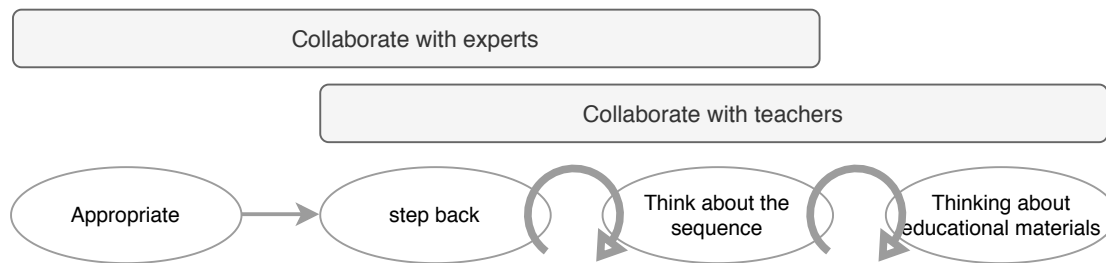 Collaborate with experts
Collaborate with teachers
Appropriate
step back
Think about the
sequence
Thinking about
educational materials